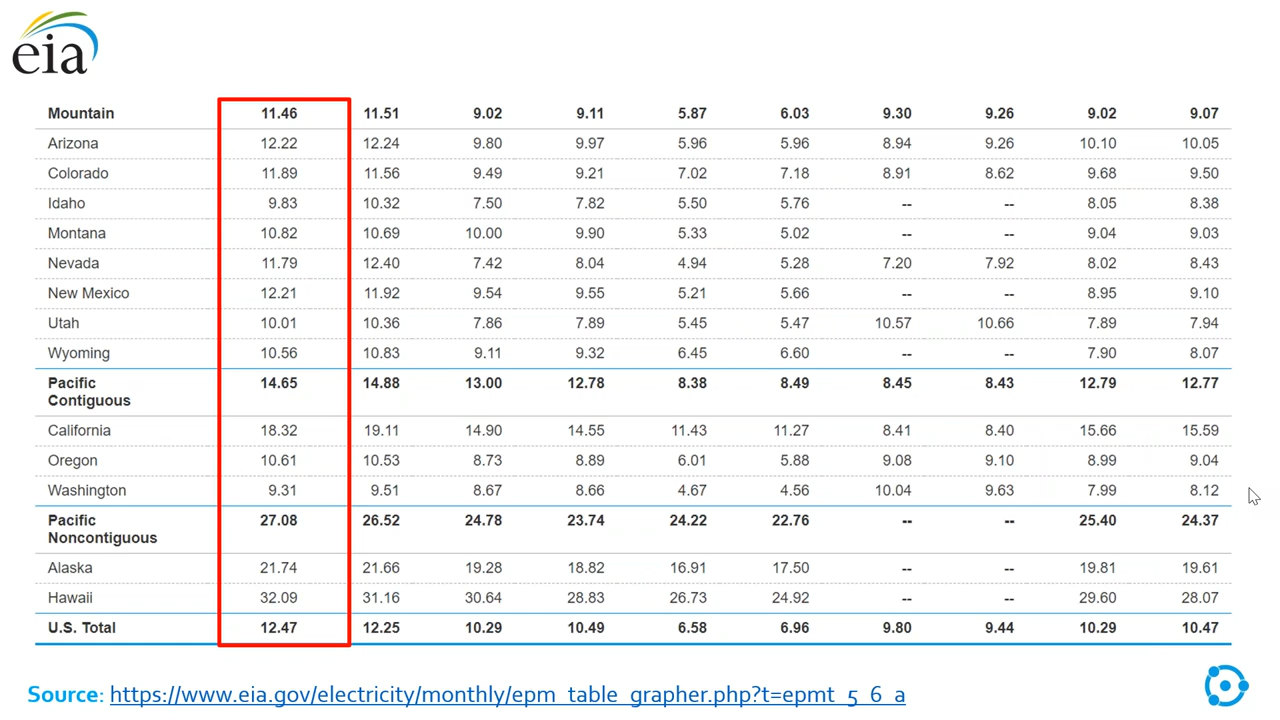 eia
Mountain 11.46 11.51 9.02 9.11 5.87 6.03 9.30 9.26 9.02 9.07
Arizona 12.22 12.24 9.80 9.97 5.96 5.96 8.94 9.26 10.10 10.05
Colorado 11.89 11.56 9.49 9.21 7.02 7.18 8.91 8.62 9.68 9.50
Idaho 9.83 10.32 7.50 7.82 5.50 5.76 -- -- 8.05 8.38
Montana 10.82 10.69 10.00 9.90 5.33 5.02 -- -- 9.04 9.03
Nevada 11.79 12.40 7.42 8.04 4.94 5.28 7.20 7.92 8.02 8.43
New Mexico 12.21 11.92 9.54 9.55 5.21 5.66 -- -- 8.95 9.10
Utah 10.01 10.36 7.86 7.89 5.45 5.47 10.57 10.66 7.89 7.94
Wyoming 10.56 10.83 9.11 9.32 6.45 6.60 -- -- 7.90 8.07
Pacific 14.65 14.88 13.00 12.78 8.38 8.49 8.45 8.43 12.79 12.77
Contiguous
California 18.32 19.11 14.90 14.55 11.43 11.27 8.41 8.40 15.66 15.59
Oregon 10.61 10.53 8.73 8.89 6.01 5.88 9.08 9.10 8.99 9.04
Washington 9.31 9.51 8.67 8.66 4.67 4.56 10.04 9.63 7.99 8.12
Pacific 27.08 26.52 24.78 23.74 24.22 22.76 -- -- 25.40 24.37
Noncontiguous
Alaska 21.74 21.66 19.28 18.82 16.91 17.50 -- -- 19.81 19.61
Hawaii 32.09 31.16 30.64 28.83 26.73 24.92 -- -- 29.60 28.07
U.S. Total 12.47 12.25 10.29 10.49 6.58 6.96 9.80 9.44 10.29 10.47
Source: https://www.eia.gov/electricity/monthly/epm_table_grapher.php?t=epmt_5_6_a